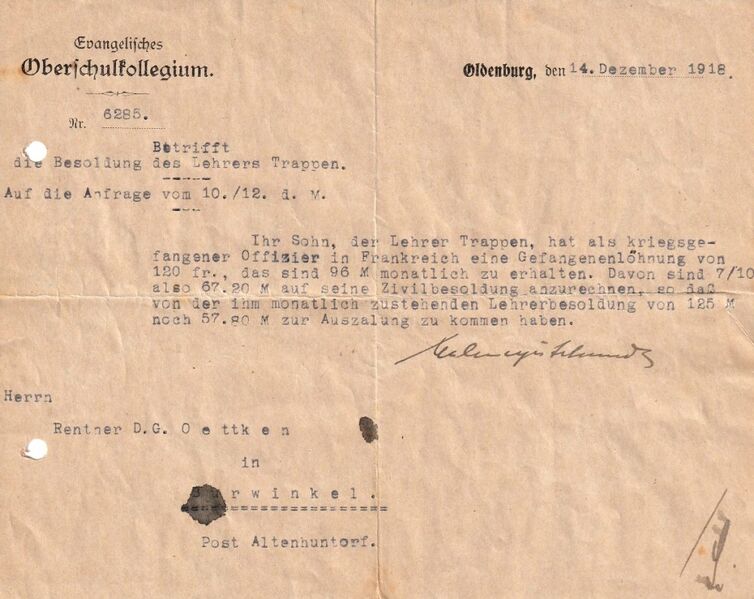 Evangelisches
Oberschulkollegium.
Oldenburg, den 14. Dezember 1918.
Nr. 6285.
Betrifft
die Besoldung des Lehrers Trappen.
Auf die Anfrage vom 10./12. d. M.
Ihr Sohn, der Lehrer Trappen, hat als kriegsge-
fangener Offizier in Frankreich eine Gefangenenlöhnung von
120 fr., das sind 96 M monatlich zu erhalten. Davon sind 7/10
also 67.20 M auf seine Zivilbesoldung anzurechnen, so daß
von der ihm monatlich zustehenden Lehrerbesoldung von 125 M
noch 57.80 M zur Auszalung zu kommen haben.
Herrn
Rentner D.G. Oettken
in
Burwinkel.
Post Altenhuntorf.